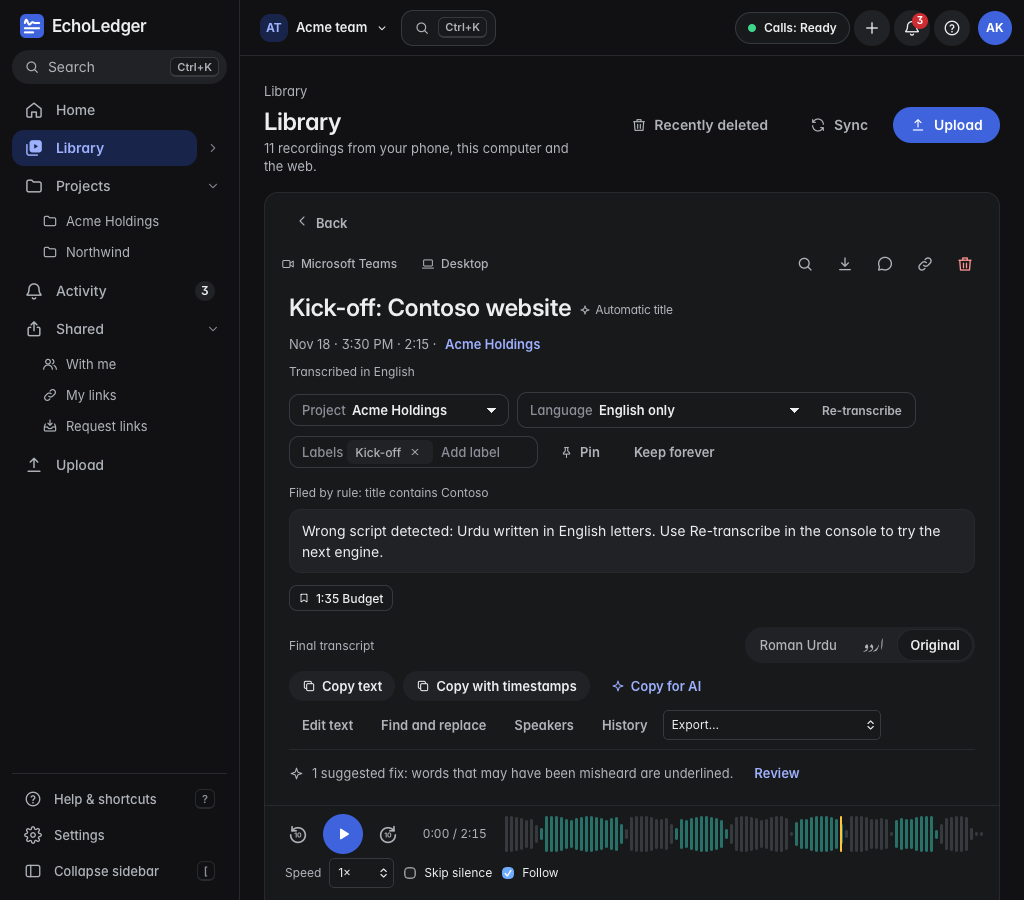 EchoLedger
Search Ctrl+K
Home
Library
Projects
Acme Holdings
Northwind
Activity 3
Shared
With me
My links
Request links
Upload
Help & shortcuts ?
Settings
Collapse sidebar [
AT Acme team Ctrl+K
Calls: Ready 3 AK
Library
Library
11 recordings from your phone, this computer and
the web.
Recently deleted Sync Upload
Back
Microsoft Teams Desktop
Kick-off: Contoso website Automatic title
Nov 18 · 3:30 PM · 2:15 · Acme Holdings
Transcribed in English
Project Acme Holdings Language English only Re-transcribe
Labels Kick-off × Add label Pin Keep forever
Filed by rule: title contains Contoso
Wrong script detected: Urdu written in English letters. Use Re-transcribe in the console to try the
next engine.
1:35 Budget
Final transcript Roman Urdu اردو Original
Copy text Copy with timestamps Copy for AI
Edit text Find and replace Speakers History Export...
1 suggested fix: words that may have been misheard are underlined. Review
10 10 0:00 / 2:15
Speed 1× Skip silence Follow